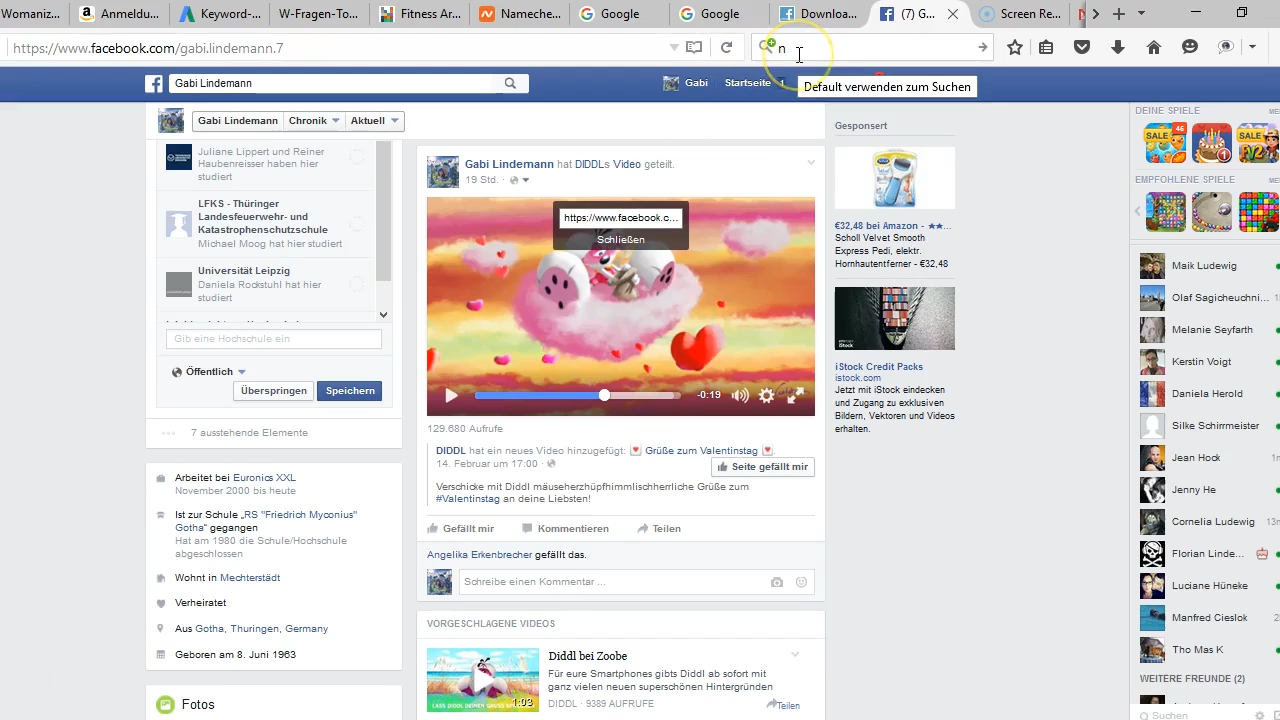 Womaniz...
Anmeldu...
Keyword-...
W-Fragen-To...
Fitness Ar...
Nameche...
Google
Google
Downloa...
(7) G...
Screen Re...
https://www.facebook.com/gabi.lindemann.7
n
Default verwenden zum Suchen
Gabi Lindemann
Gabi
Startseite 1
Gabi Lindemann
Chronik
Aktuell
Juliane Lippert und Reiner
Haubenreisser haben hier
studiert
LFKS - Thüringer
Landesfeuerwehr- und
Katastrophenschutzschule
Michael Moog hat hier studiert
Universität Leipzig
Daniela Rockstuhl hat hier
studiert
Gib eine Hochschule ein
Öffentlich
Überspringen
Speichern
7 ausstehende Elemente
Arbeitet bei Euronics XXL
November 2000 bis heute
Ist zur Schule „RS "Friedrich Myconius"
Gotha“ gegangen
Hat am 1980 die Schule/Hochschule
abgeschlossen
Wohnt in Mechterstädt
Verheiratet
Aus Gotha, Thuringen, Germany
Geboren am 8. Juni 1963
Fotos
Gabi Lindemann hat DIDDLs Video geteilt.
19 Std. ·
https://www.facebook.c...
Schließen
-0:19
129.680 Aufrufe
DIDDL hat ein neues Video hinzugefügt: 💌 Grüße zum Valentinstag 💌.
14. Februar um 17:00 ·
Seite gefällt mir
Verschicke mit Diddl mäuseherzhüpfhimmlischherrliche Grüße zum
#Valentinstag an deine Liebsten!
Gefällt mir
Kommentieren
Teilen
Angelika Erkenbrecher gefällt das.
Schreibe einen Kommentar ...
VORGESCHLAGENE VIDEOS
Diddl bei Zoobe
Für eure Smartphones gibts Diddl ab sofort mit
ganz vielen neuen superschönen Hintergründen
DIDDL · 9389 AUFRUFE
Teilen
1:03
Gesponsert
€32,48 bei Amazon - ★★...
Scholl Velvet Smooth
Express Pedi, elektr.
Hornhautentferner - €32,48
iStock Credit Packs
istock.com
Jetzt mit iStock eindecken
und Zugang zu exklusiven
Bildern, Vektoren und Videos
erhalten.
DEINE SPIELE
ME
SALE
46
1
SALE
EMPFOHLENE SPIELE
ME
Maik Ludewig
Olaf Sagicheuchni...
Melanie Seyfarth
Kerstin Voigt
Daniela Herold
Silke Schirrmeister
Jean Hock
Jenny He
Cornelia Ludewig
Florian Linde...
Luciane Hüneke
Manfred Cieslok
Tho Mas K
WEITERE FREUNDE (2)
Suchen